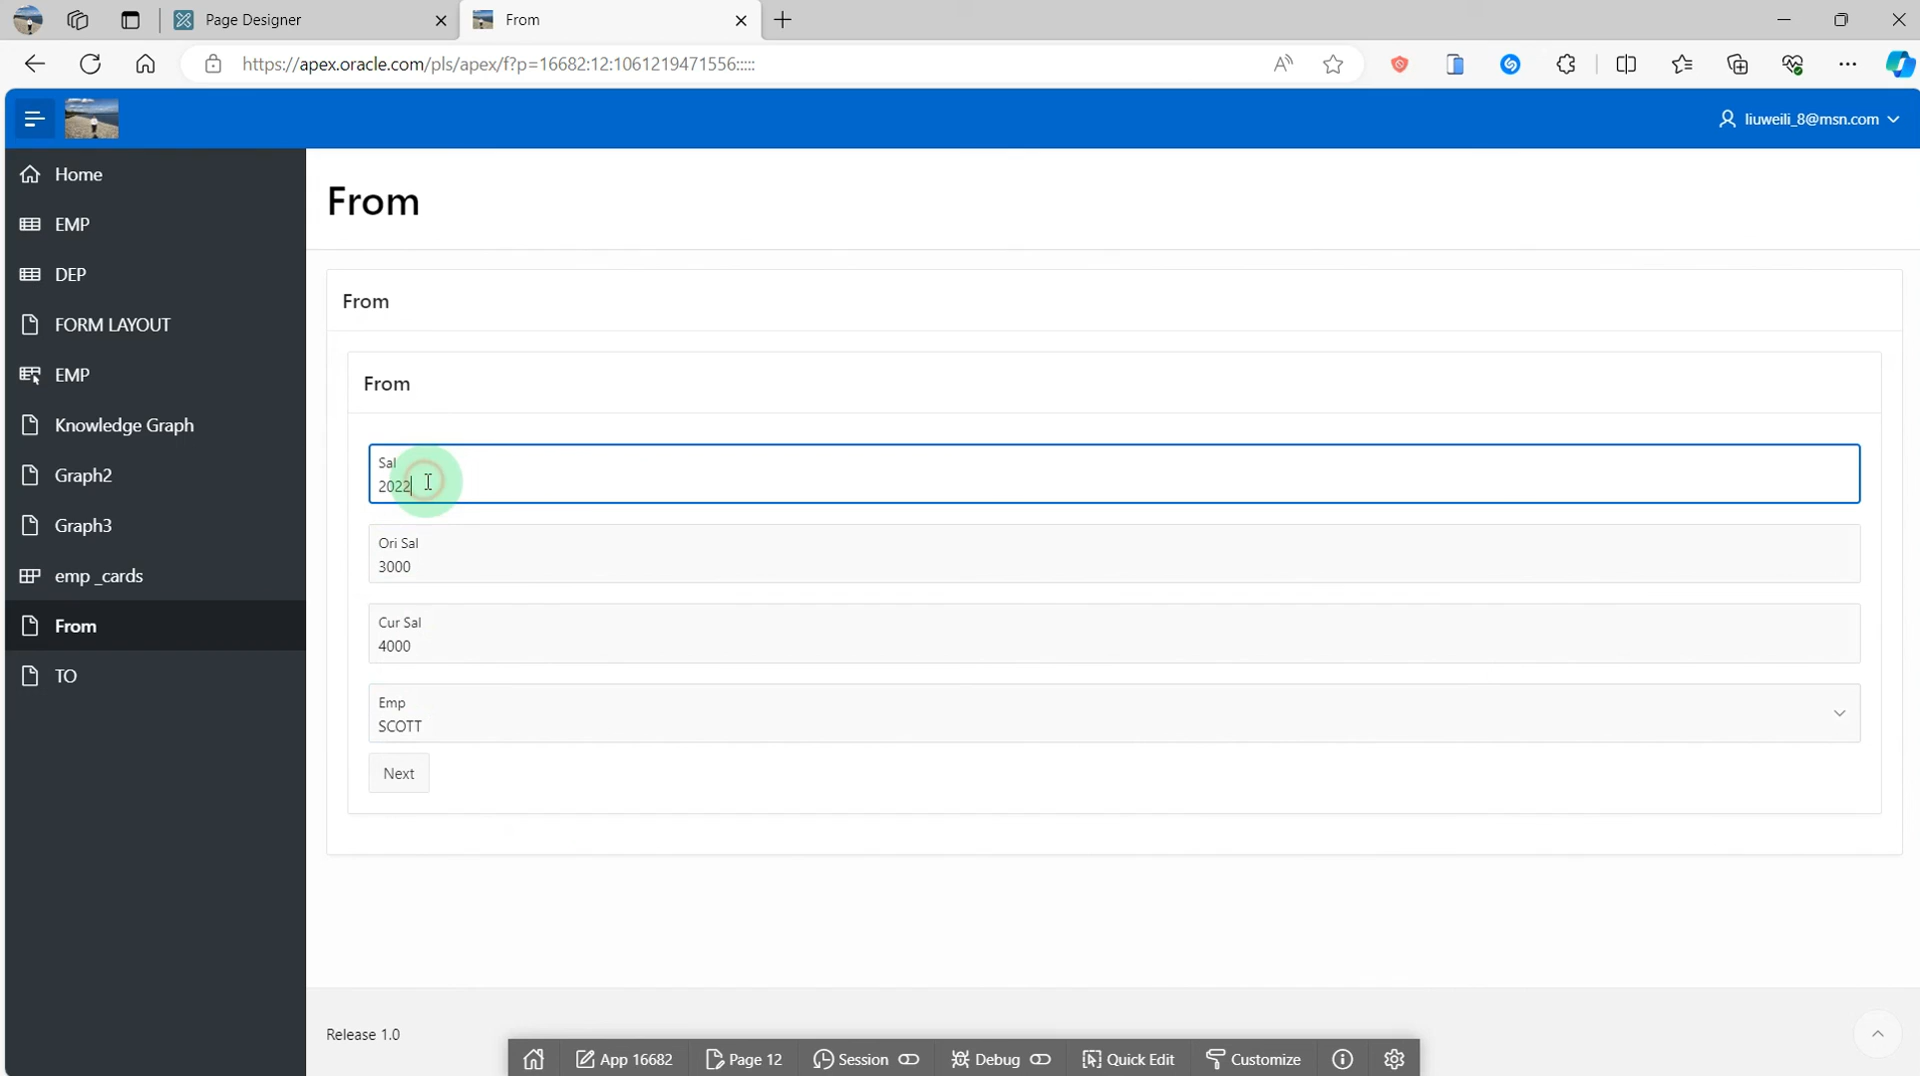 Page Designer
From
https://apex.oracle.com/pls/apex/f?p=16682:12:1061219471556:::::
liuweili_8@msn.com
Home
EMP
DEP
FORM LAYOUT
EMP
Knowledge Graph
Graph2
Graph3
emp _cards
From
TO
From
From
From
Sal
2022
Ori Sal
3000
Cur Sal
4000
Emp
SCOTT
Next
Release 1.0
App 16682
Page 12
Session
Debug
Quick Edit
Customize